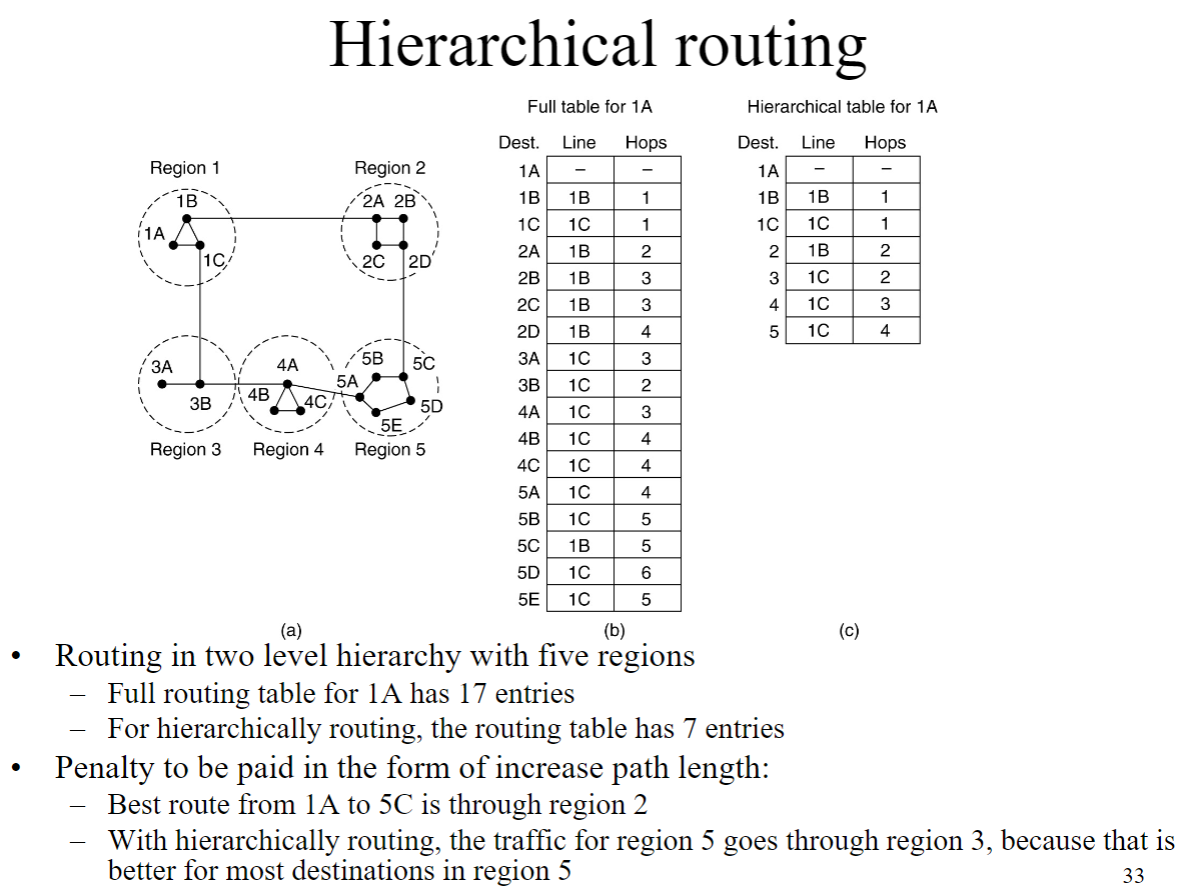 Hierarchical routing
Full table for 1A
Hierarchical table for 1A
Region 1
Region 2
1B
1A
1C
2A 2B
2C 2D
3A
3B
4A
4B
4C
5B
5C
5A
5D
5E
Region 3
Region 4
Region 5
(a)
Dest. Line Hops
1A – –
1B 1B 1
1C 1C 1
2A 1B 2
2B 1B 3
2C 1B 3
2D 1B 4
3A 1C 3
3B 1C 2
4A 1C 3
4B 1C 4
4C 1C 4
5A 1C 4
5B 1C 5
5C 1B 5
5D 1C 6
5E 1C 5
(b)
Dest. Line Hops
1A – –
1B 1B 1
1C 1C 1
2 1B 2
3 1C 2
4 1C 3
5 1C 4
(c)
• Routing in two level hierarchy with five regions
– Full routing table for 1A has 17 entries
– For hierarchically routing, the routing table has 7 entries
• Penalty to be paid in the form of increase path length:
– Best route from 1A to 5C is through region 2
– With hierarchically routing, the traffic for region 5 goes through region 3, because that is
better for most destinations in region 5
33